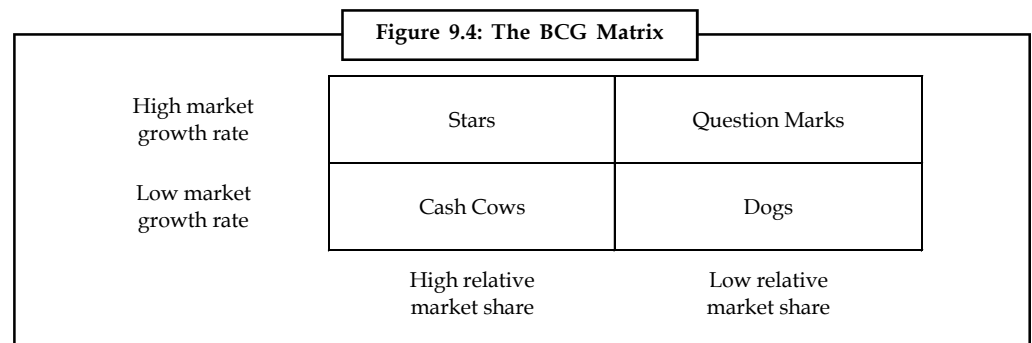 Figure 9.4: The BCG Matrix
High market
growth rate
Stars
Question Marks
Low market
growth rate
Cash Cows
Dogs
High relative
market share
Low relative
market share